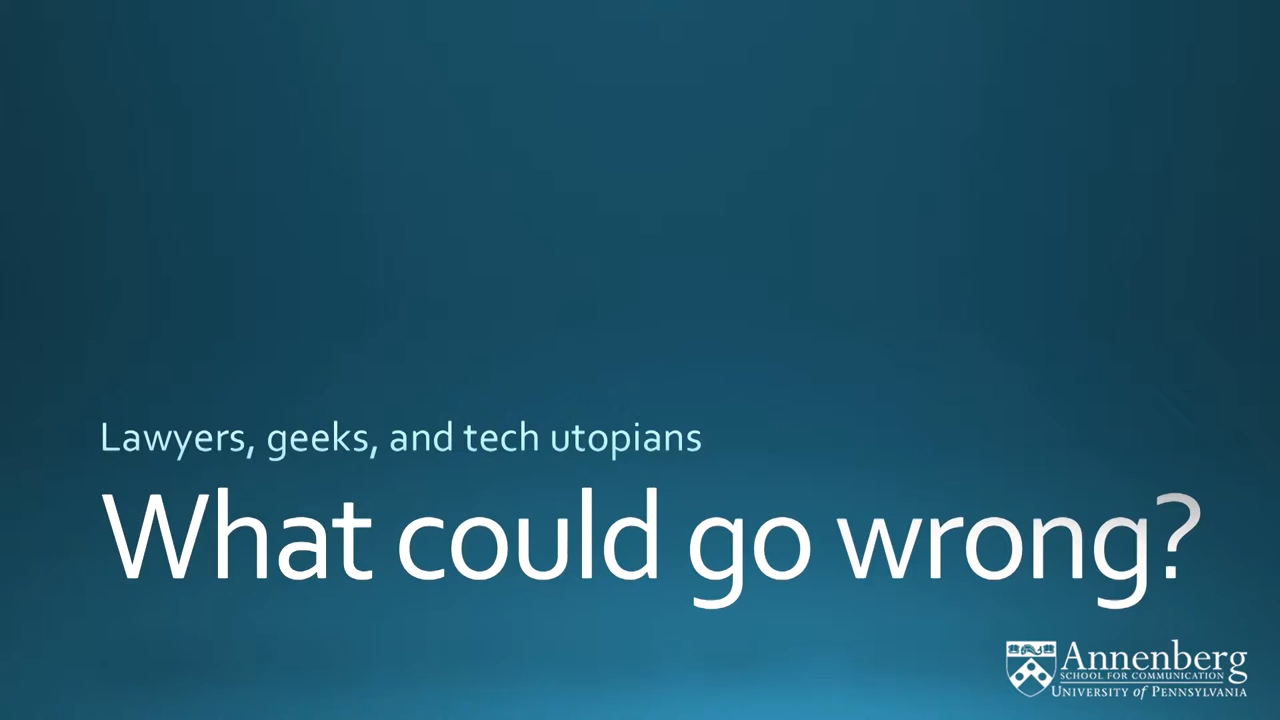 Lawyers, geeks, and tech utopians
What could go wrong?
Annenberg
SCHOOL FOR COMMUNICATION
UNIVERSITY of PENNSYLVANIA